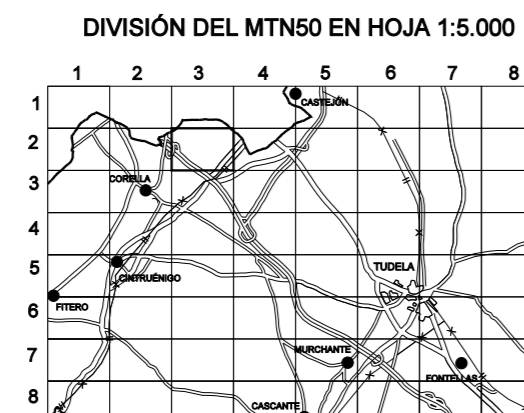 DIVISIÓN DEL MTN50 EN HOJA 1:5.000
1 2 3 4 5 6 7 8
1
CASTEJÓN
2
3
CORELLA
4
5
TUDELA
CINTRUÉNIGO
6
FITERO
7
MURCHANTE
FONTELLAS
8
CASCANTE